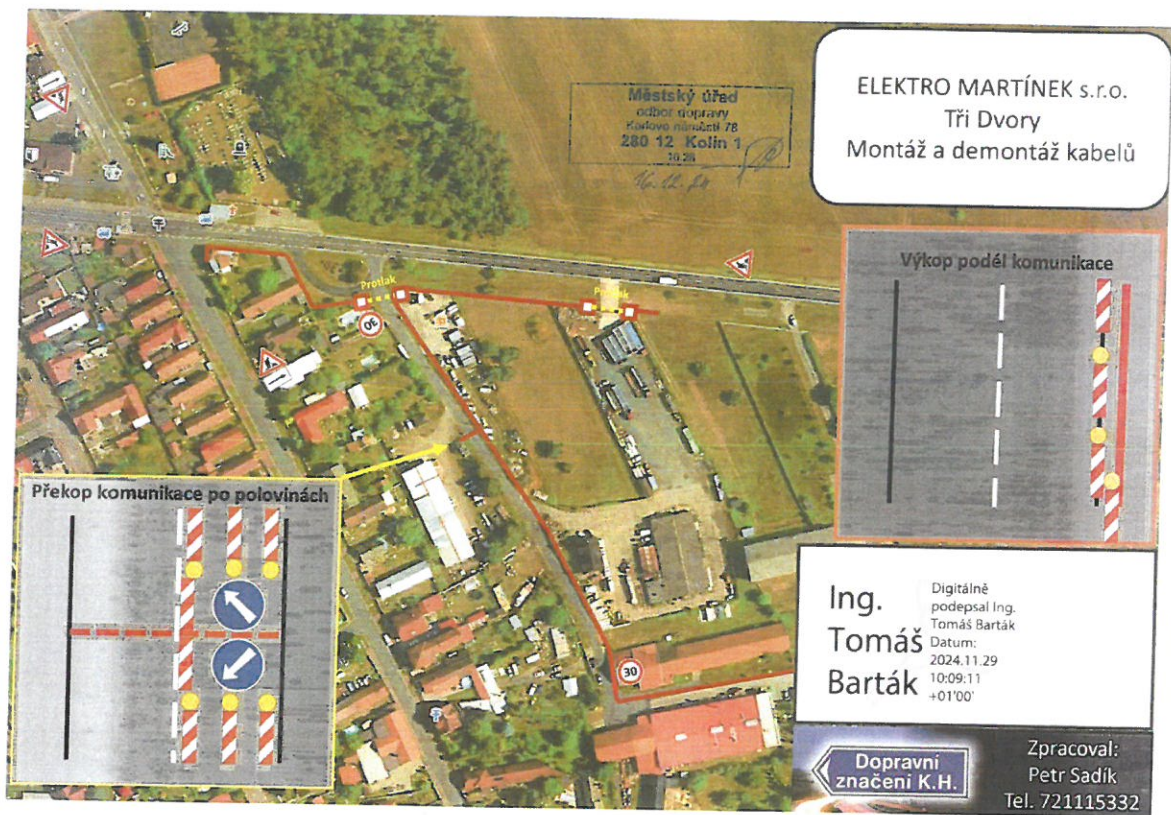 ELEKTRO MARTÍNEK s.r.o.
Tři Dvory
Montáž a demontáž kabelů
Městský úřad
odbor dopravy
Karlovo náměstí 78
280 12 Kolín 1
Protlak
30
Výkop podél komunikace
Překop komunikace po polovinách
30
Ing.
Tomáš
Barták
Digitálně
podepsal Ing.
Tomáš Barták
Datum:
2024.11.29
10:09:11
+01'00'
Dopravní
značení K.H.
Zpracoval:
Petr Sadík
Tel. 721115332